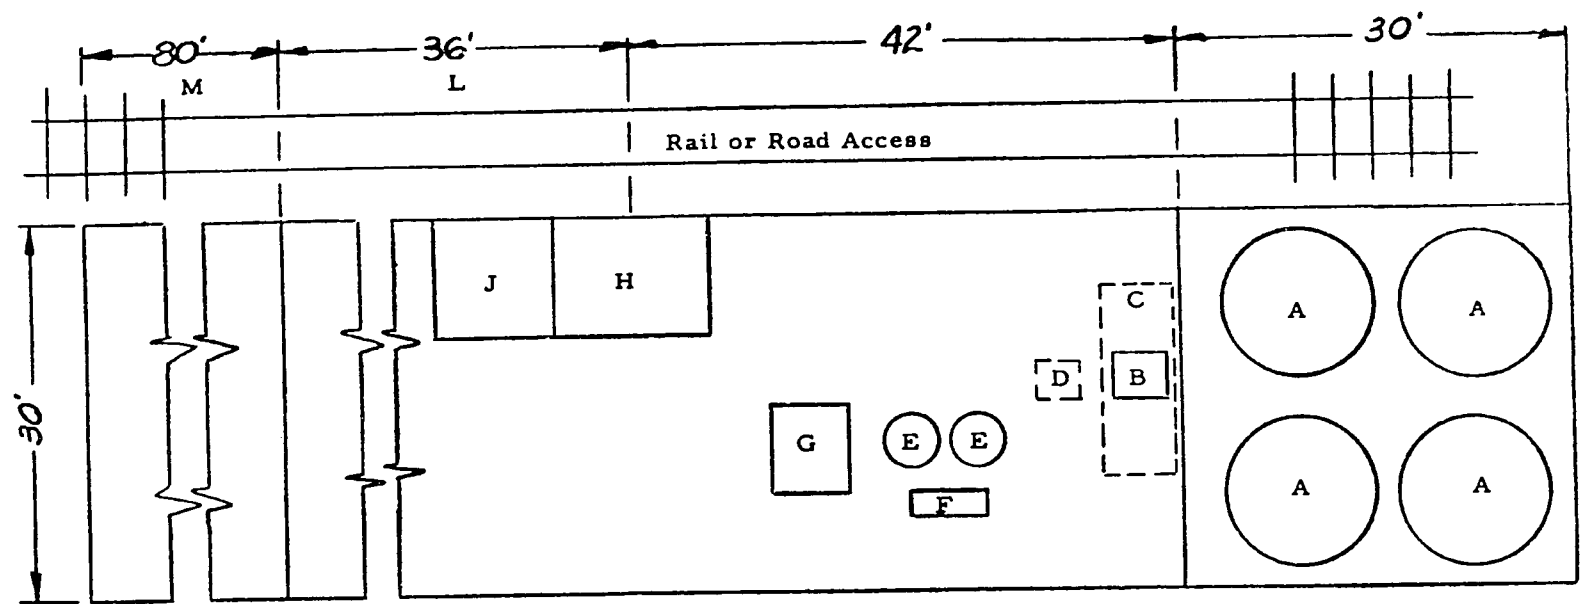 80' 36' 42' 30'
M L
Rail or Road Access
J H C A A
D B
30' G E E
F A A